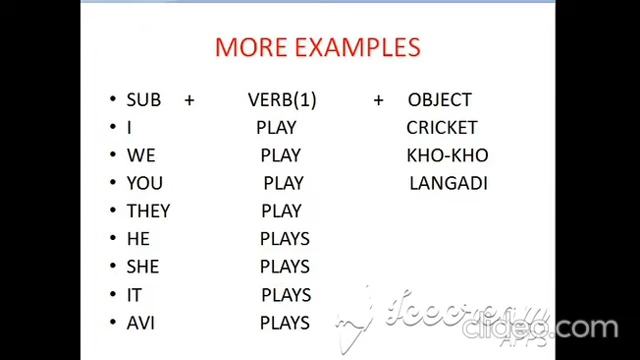 MORE EXAMPLES
• SUB + VERB(1) + OBJECT
• I PLAY CRICKET
• WE PLAY KHO-KHO
• YOU PLAY LANGADI
• THEY PLAY
• HE PLAYS
• SHE PLAYS
• IT PLAYS
• AVI PLAYS
clideo.com
APPS